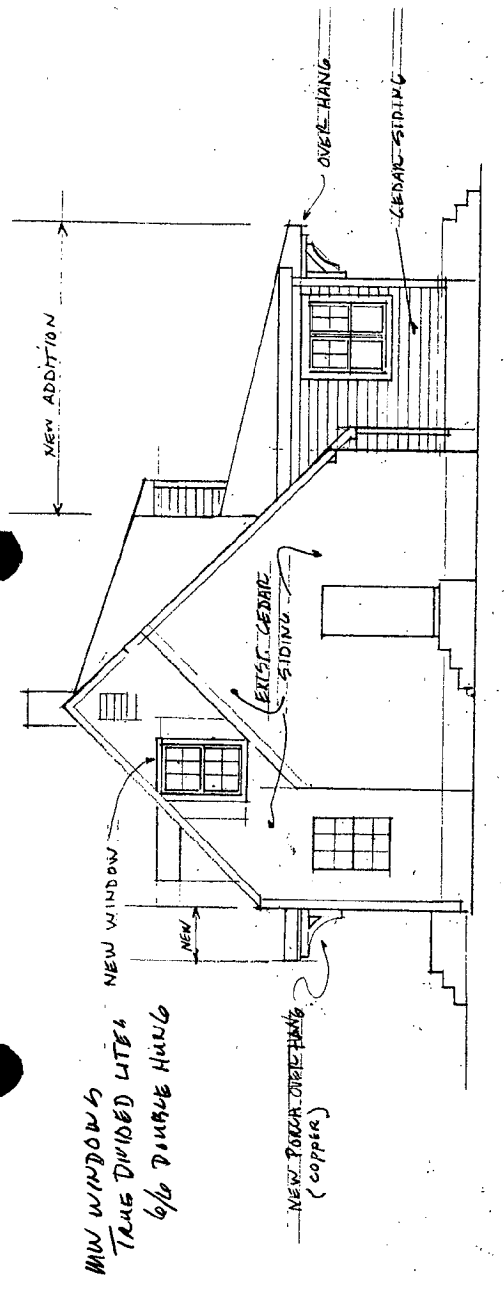 MW WINDOWS
TRUE DIVIDED LITES
6/6 DOUBLE HUNG
NEW WINDOW
NEW ADDITION
NEW
NEW PORCH OVERHANG
(COPPER)
EXIST. CEDAR
SIDING
OVER HANG
CEDAR SIDING